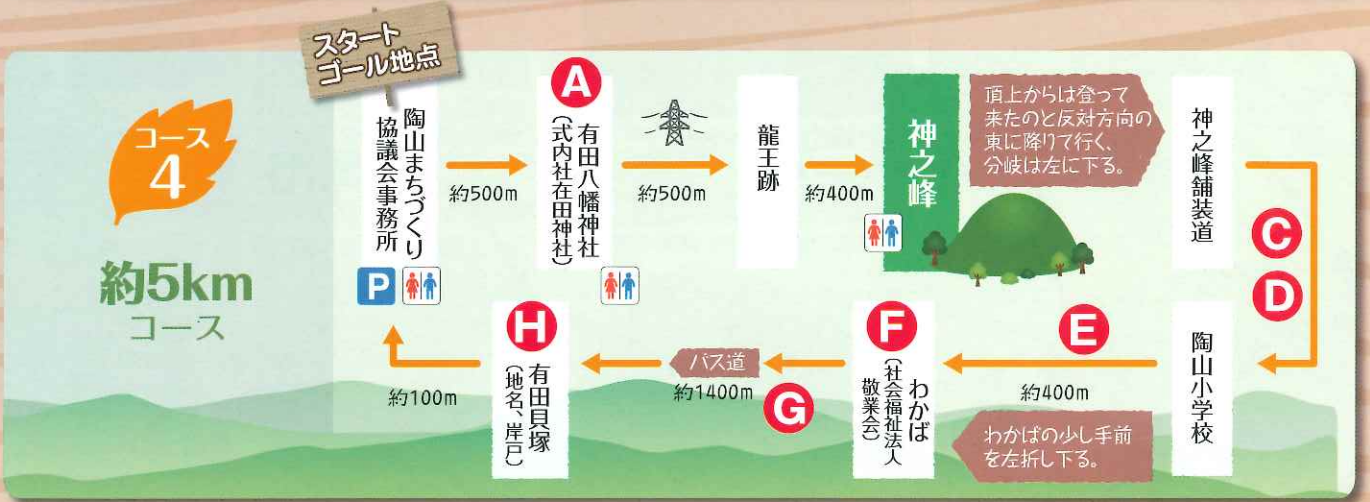 スタート
ゴール地点
コース
4
約5km
コース
陶山まちづくり
協議会事務所
P
約500m
A
有田八幡神社
(式内社在田神社)
約500m
龍王跡
約400m
神之峰
頂上からは登って
来たのと反対方向の
東に降りて行く、
分岐は左に下る。
神之峰舗装道
C
D
陶山小学校
E
約400m
わかばの少し手前
を左折し下る。
F
わかば
(社会福祉法人
敬業会)
G
バス道
約1400m
H
有田貝塚
(地名、岸戸)
約100m